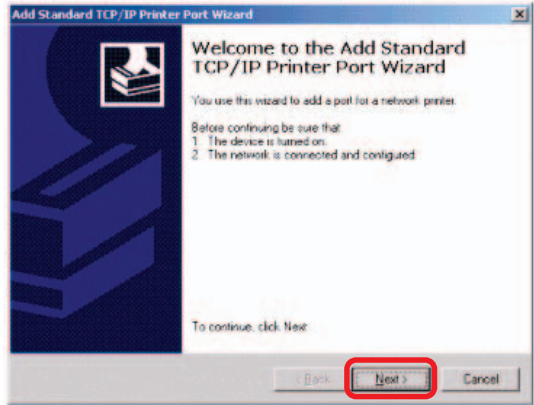 Add Standard TCP/IP Printer Port Wizard
Welcome to the Add Standard
TCP/IP Printer Port Wizard
You use this wizard to add a port for a network printer.
Before continuing be sure that:
1. The device is turned on.
2. The network is connected and configured.
To continue, click Next.
< Back
Next >
Cancel